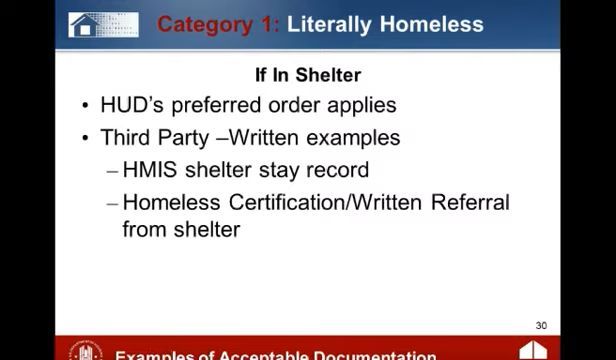 Category 1: Literally Homeless
If In Shelter
• HUD's preferred order applies
• Third Party –Written examples
– HMIS shelter stay record
– Homeless Certification/Written Referral
from shelter
30
Examples of Acceptable Documentation